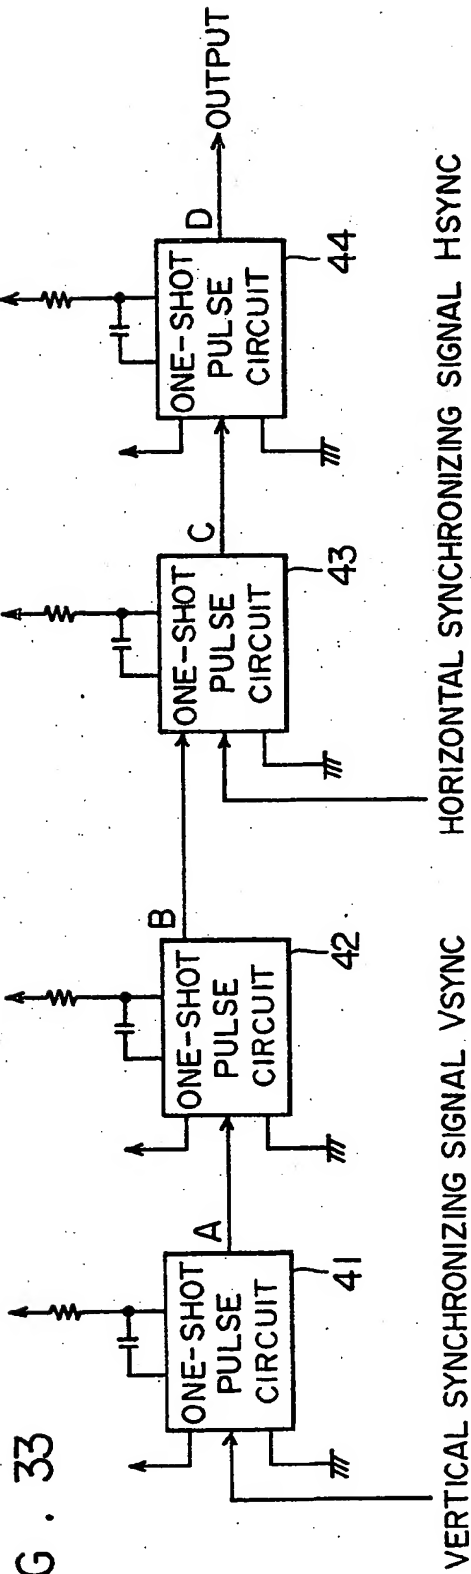 G . 33
ONE-SHOT
PULSE
CIRCUIT
41
A
ONE-SHOT
PULSE
CIRCUIT
42
B
ONE-SHOT
PULSE
CIRCUIT
43
C
ONE-SHOT
PULSE
CIRCUIT
44
D
OUTPUT
VERTICAL SYNCHRONIZING SIGNAL VSYNC
HORIZONTAL SYNCHRONIZING SIGNAL HSYNC